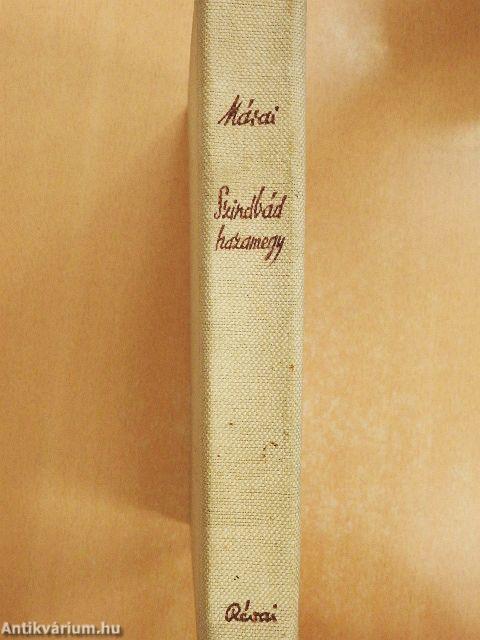 Márai
Szindbád
hazamegy
Révai
Antikvárium.hu